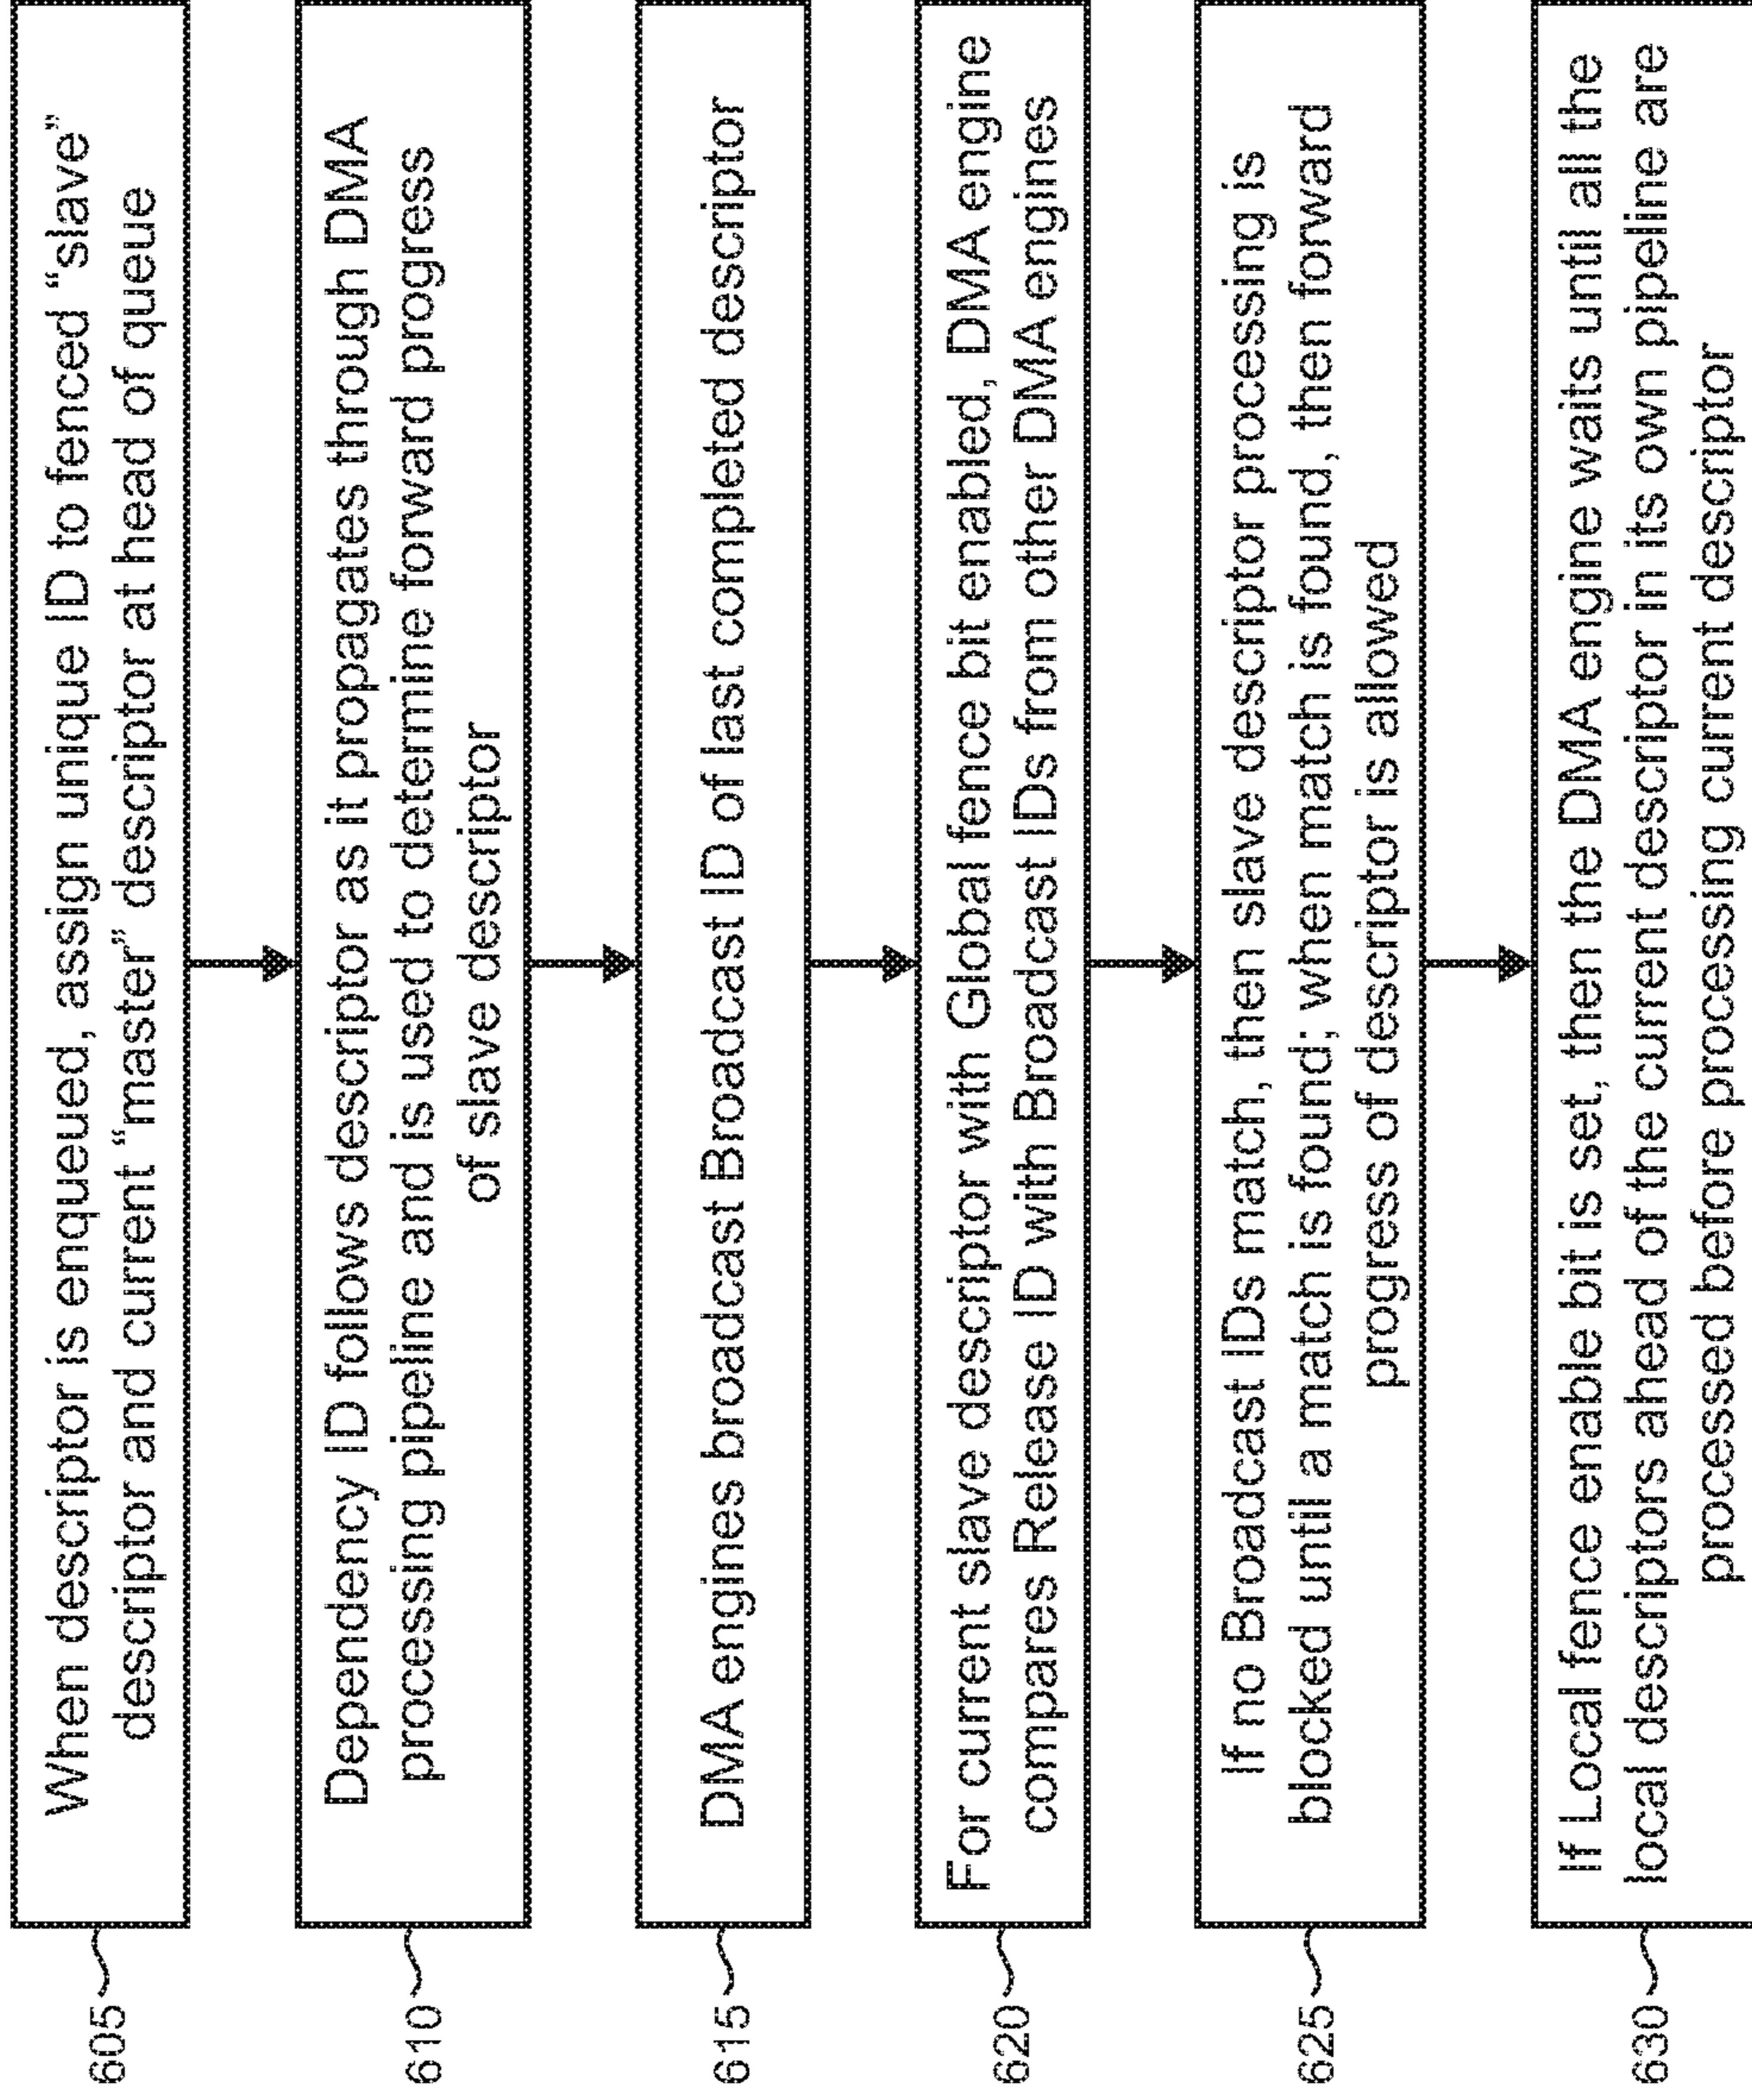 605
When descriptor is enqueued, assign unique ID to fenced “slave”
descriptor and current “master” descriptor at head of queue
610
Dependency ID follows descriptor as it propagates through DMA
processing pipeline and is used to determine forward progress
of slave descriptor
615
DMA engines broadcast Broadcast ID of last completed descriptor
620
For current slave descriptor with Global fence bit enabled, DMA engine
compares Release ID with Broadcast IDs from other DMA engines
625
If no Broadcast IDs match, then slave descriptor processing is
blocked until a match is found; when match is found, then forward
progress of descriptor is allowed
630
If Local fence enable bit is set, then the DMA engine waits until all the
local descriptors ahead of the current descriptor in its own pipeline are
processed before processing current descriptor